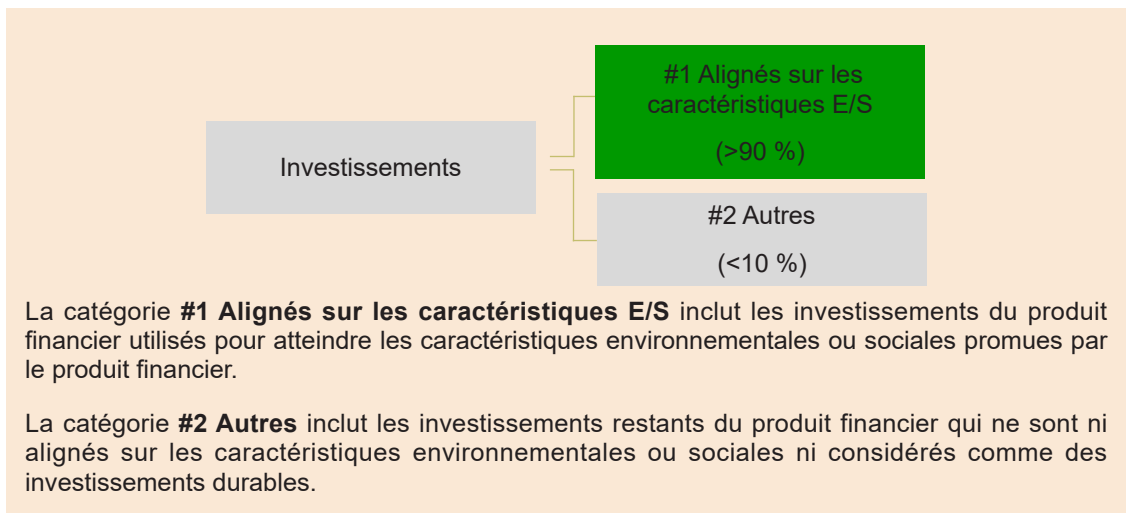 #1 Alignés sur les
caractéristiques E/S
(>90 %)
Investissements
#2 Autres
(<10 %)
La catégorie #1 Alignés sur les caractéristiques E/S inclut les investissements du produit
financier utilisés pour atteindre les caractéristiques environnementales ou sociales promues par
le produit financier.
La catégorie #2 Autres inclut les investissements restants du produit financier qui ne sont ni
alignés sur les caractéristiques environnementales ou sociales ni considérés comme des
investissements durables.